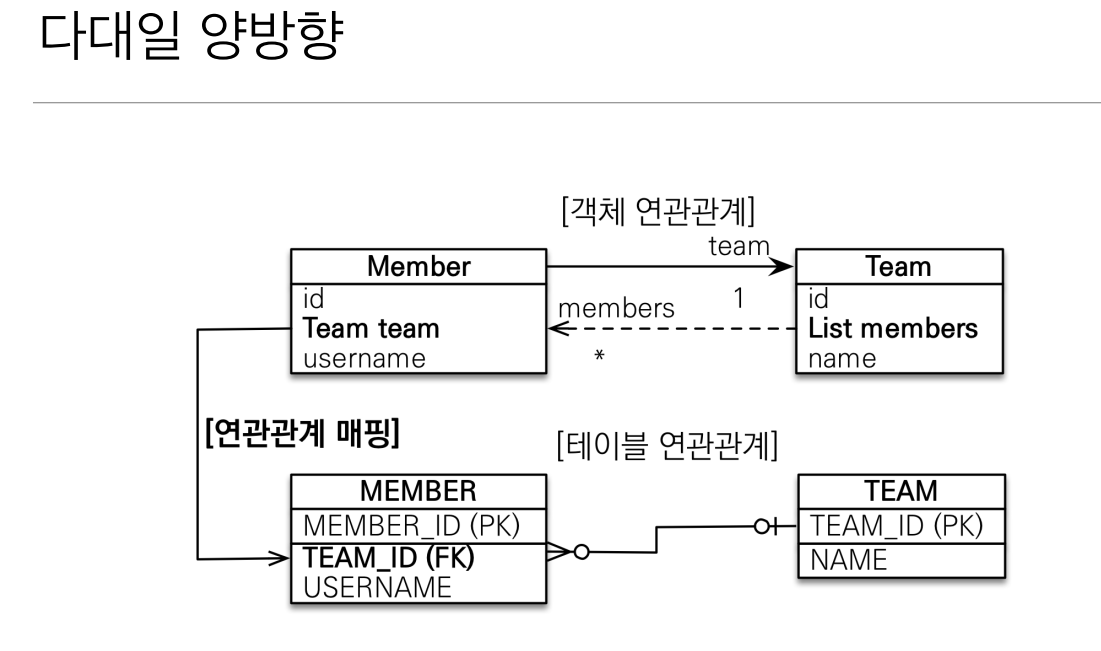 다대일 양방향
[객체 연관관계]
team
Member
Team
id
Team team
username
members
1
*
id
List members
name
[연관관계 매핑]
[테이블 연관관계]
MEMBER
MEMBER_ID (PK)
TEAM_ID (FK)
USERNAME
TEAM
TEAM_ID (PK)
NAME